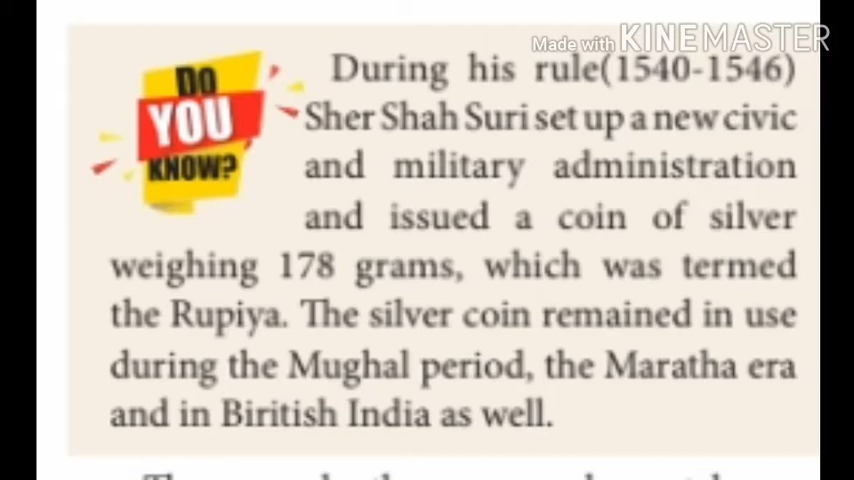 Made with KINEMASTER
DO
YOU
KNOW?
During his rule(1540-1546)
Sher Shah Suri set up a new civic
and military administration
and issued a coin of silver
weighing 178 grams, which was termed
the Rupiya. The silver coin remained in use
during the Mughal period, the Maratha era
and in Biritish India as well.